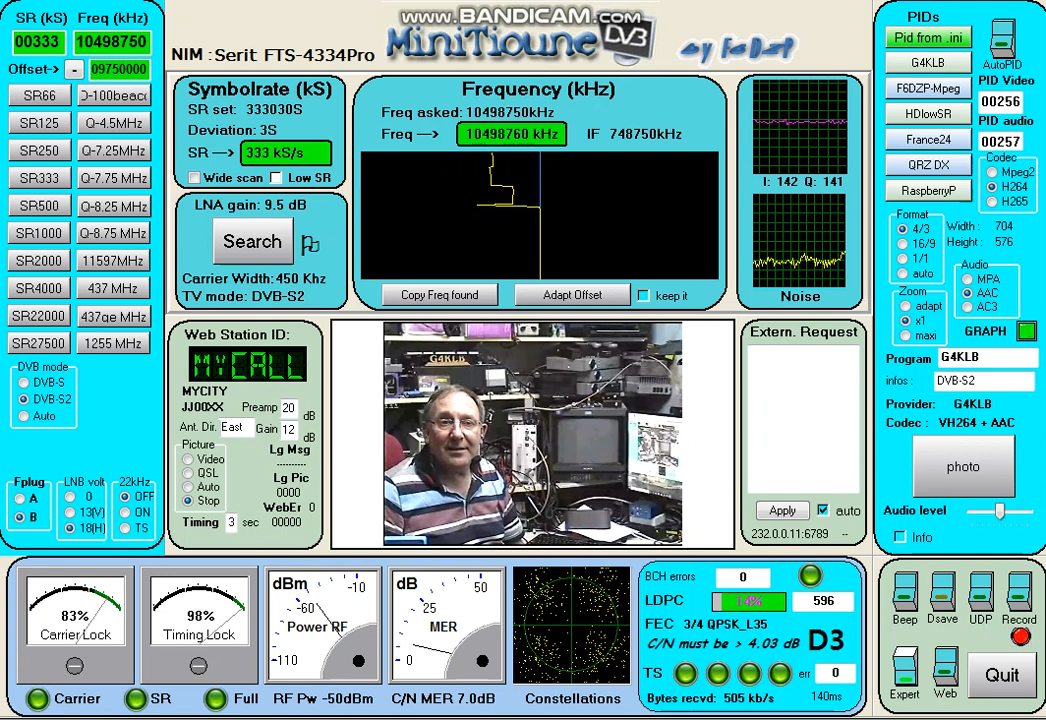 www.BANDICAM.com
SR (kS) Freq (kHz)
00333 10498750
Offset-> - 09750000
SR66
SR125 Q-4.5MHz
SR250 Q-7.25MHz
SR333 Q-7.75 MHz
SR500 Q-8.25 MHz
SR1000 Q-8.75 MHz
SR2000 11597MHz
SR4000 437 MHz
SR22000 437qe MHz
SR27500 1255 MHz
DVB mode
DVB-S
DVB-S2
Auto
Fplug
A
B
LNB volt
0
13(V)
18(H)
22kHz
OFF
ON
TS
NIM : Serit FTS-4334Pro
MiniTioune DV3
Symbolrate (kS)
SR set: 333030S
Deviation: 3S
SR --> 333 kS/s
Wide scan Low SR
LNA gain: 9.5 dB
Search
Carrier Width:450 Khz
TV mode: DVB-S2
Frequency (kHz)
Freq asked: 10498750kHz
Freq ---> 10498760 kHz IF 748750kHz
Copy Freq found Adapt Offset keep it
I: 142 Q: 141
Noise
Web Station ID:
MYCALL
MYCITY
JJ00XX Preamp 20 dB
Ant. Dir. East Gain 12 dB
Picture
Video
QSL
Auto
Stop
Lg Msg
----------
Lg Pic
0000
WebEr 0
00000
Timing 3 sec
G4KLB
Extern. Request
Apply auto
232.0.0.11:6789 --
PIDs
Pid from .ini
G4KLB
F6DZP-Mpeg
HDlowSR
France24
QRZ DX
RaspberryP
AutoPID
PID Video
00256
PID audio
00257
Codec
Mpeg2
H264
H265
Format
4/3
16/9
1/1
auto
Width : 704
Height : 576
Zoom
adapt
x1
maxi
Audio
MPA
AAC
AC3
GRAPH
Program G4KLB
infos : DVB-S2
Provider: G4KLB
Codec : VH264 + AAC
photo
Audio level
Info
83%
Carrier Lock
98%
Timing Lock
dBm
-10
-60
Power RF
-110
dB
50
25
MER
0
Carrier SR Full RF Pw -50dBm C/N MER 7.0dB Constellations
BCH errors 0
LDPC 14% 596
FEC 3/4 QPSK_L35
C/N must be > 4.03 dB D3
TS err 0
Bytes recvd: 505 kb/s 140ms
Beep Dsave UDP Record
Expert Web Quit